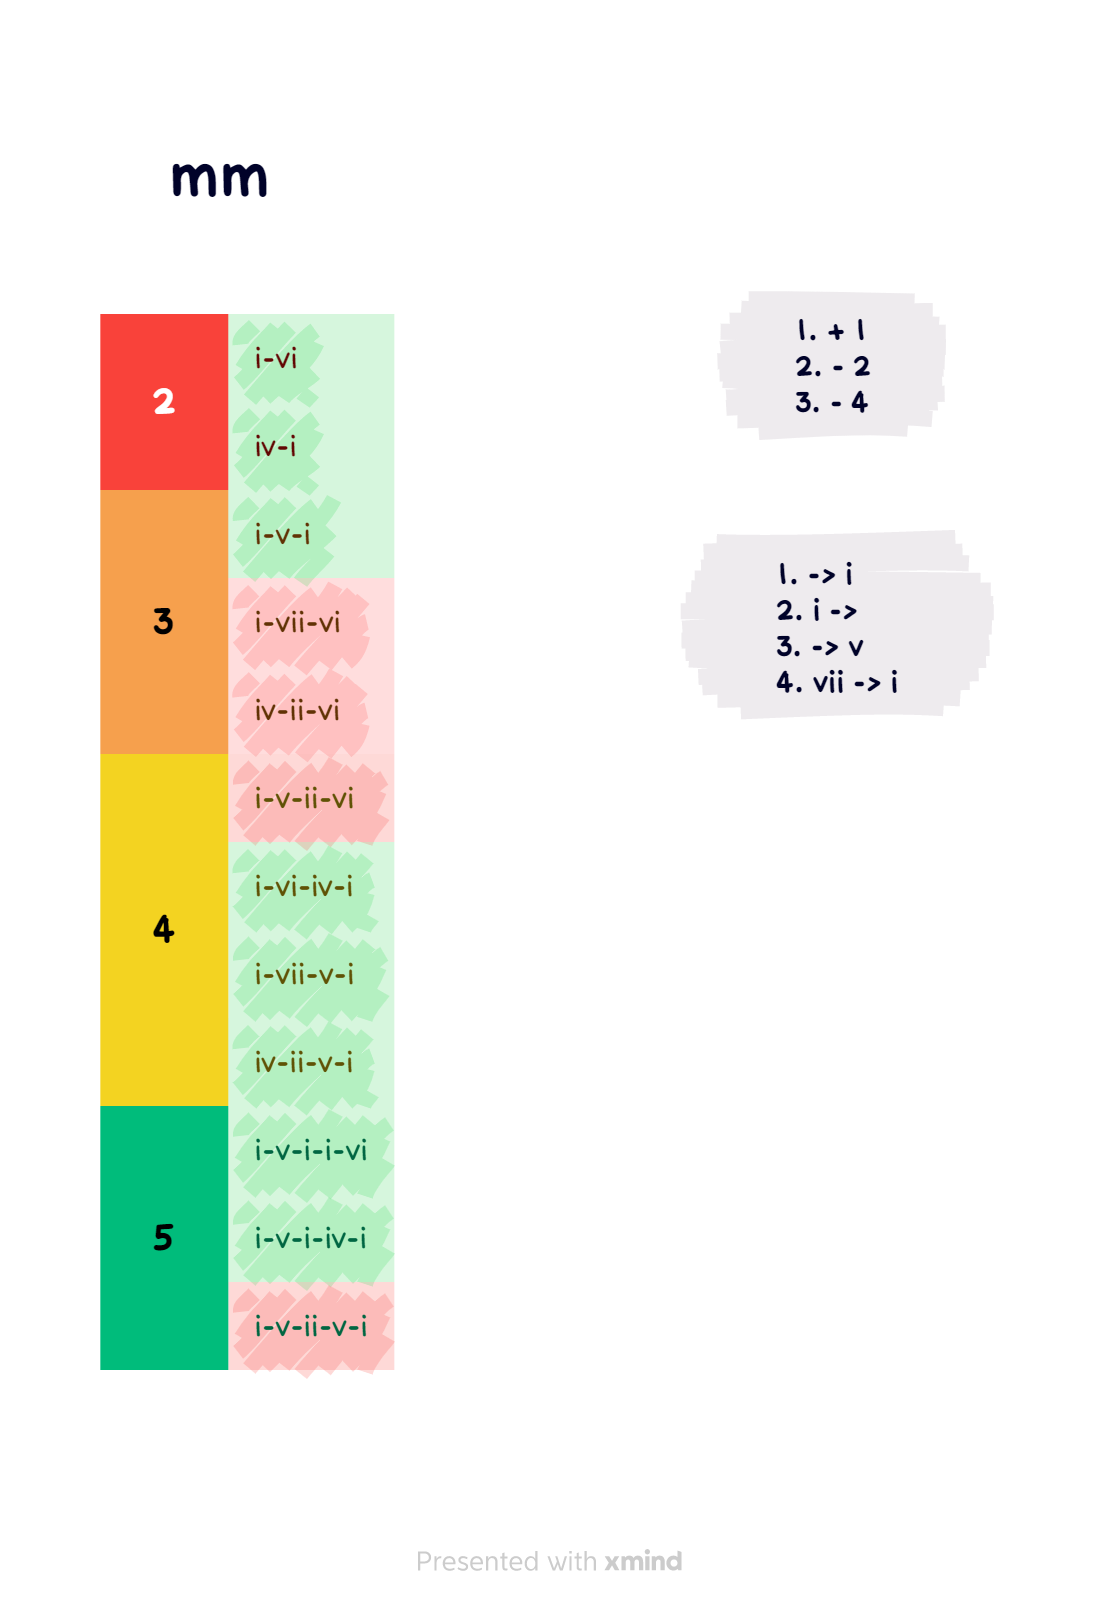 mm
2
i-vi
iv-i
3
i-v-i
i-vii-vi
iv-ii-vi
4
i-v-ii-vi
i-vi-iv-i
i-vii-v-i
iv-ii-v-i
5
i-v-i-i-vi
i-v-i-iv-i
i-v-ii-v-i
1. + 1
2. - 2
3. - 4
1. -> i
2. i ->
3. -> v
4. vii -> i
Presented with xmind